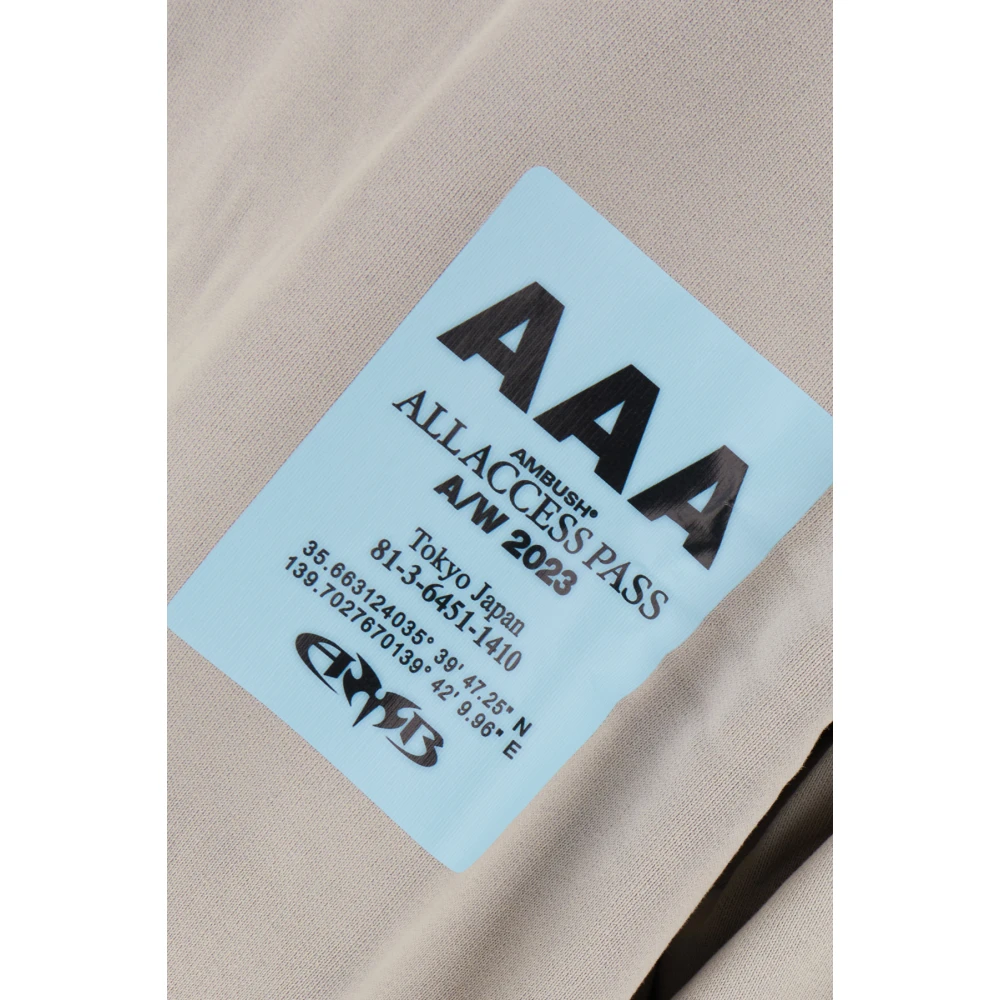 AAA
AMBUSH®
ALL ACCESS PASS
A/W 2023
Tokyo Japan
81-3-6451-1410
35.663124035° 39' 47.25" N
139.7027670139° 42' 9.96" E